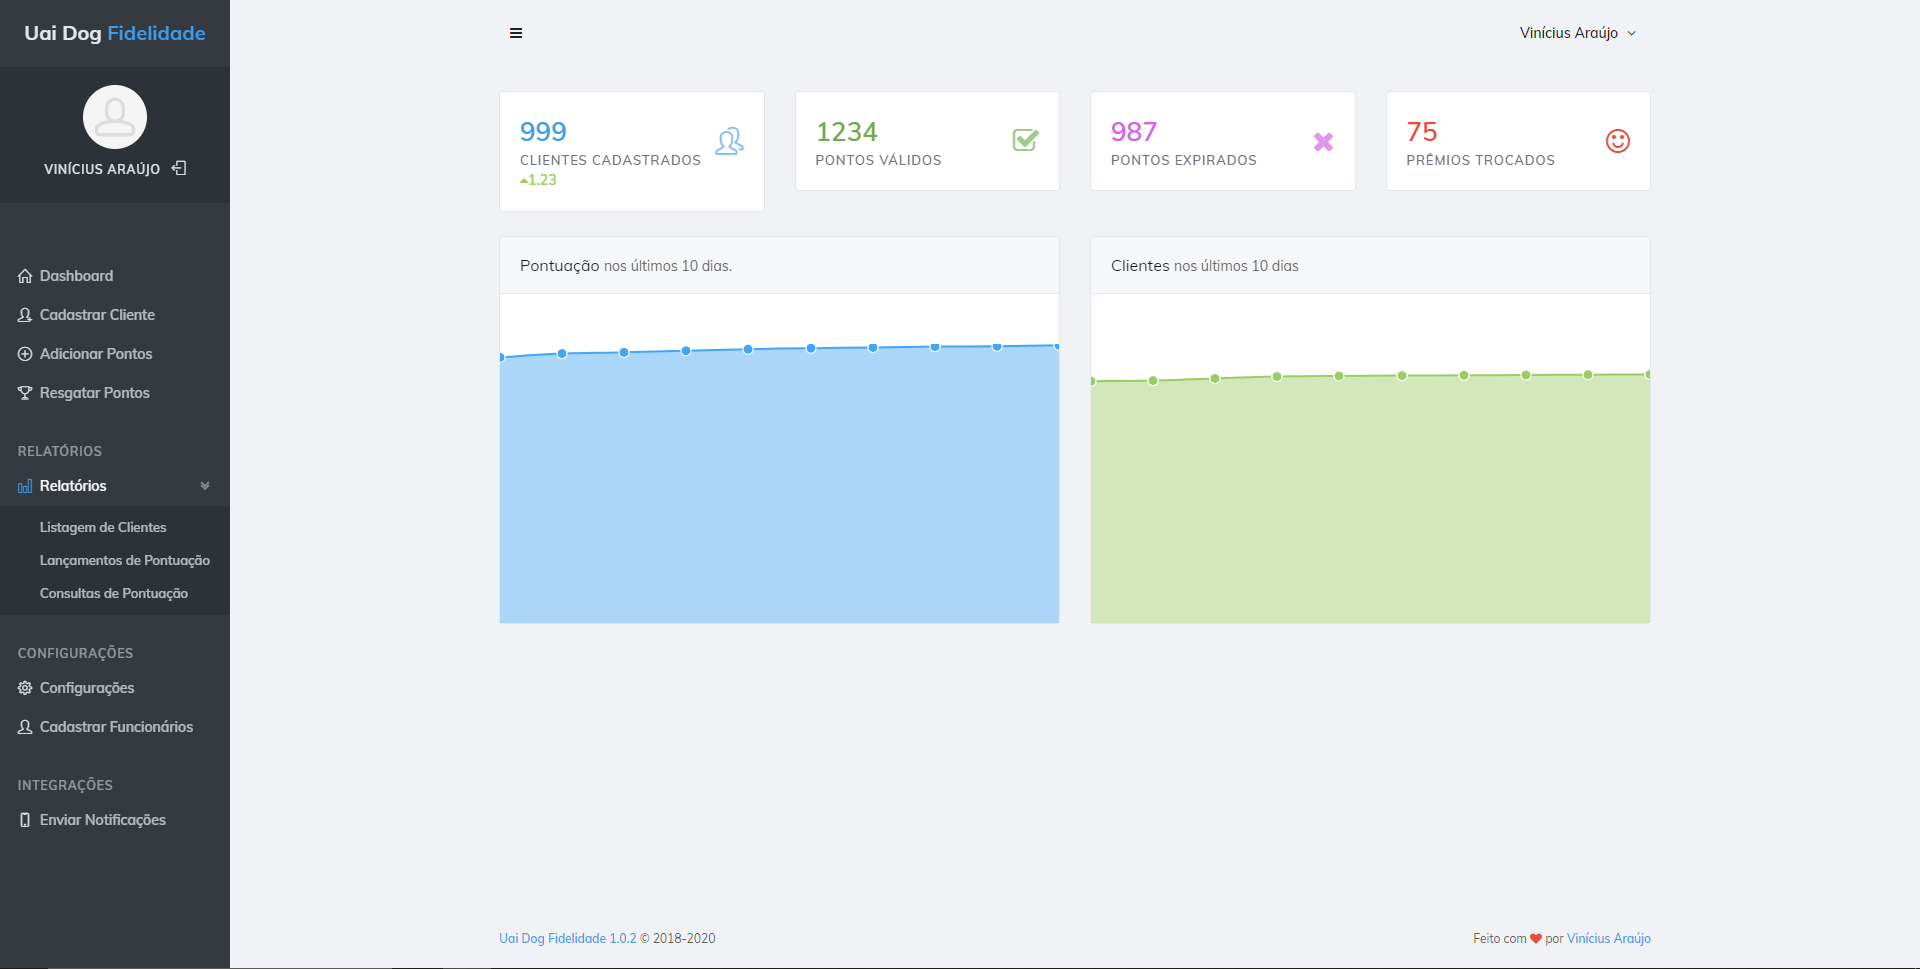 Uai Dog Fidelidade
VINÍCIUS ARAÚJO
Dashboard
Cadastrar Cliente
Adicionar Pontos
Resgatar Pontos
RELATÓRIOS
Relatórios
Listagem de Clientes
Lançamentos de Pontuação
Consultas de Pontuação
CONFIGURAÇÕES
Configurações
Cadastrar Funcionários
INTEGRAÇÕES
Enviar Notificações
Vinícius Araújo
999
CLIENTES CADASTRADOS
1.23
1234
PONTOS VÁLIDOS
987
PONTOS EXPIRADOS
75
PRÊMIOS TROCADOS
Pontuação nos últimos 10 dias.
Clientes nos últimos 10 dias
Uai Dog Fidelidade 1.0.2 © 2018-2020
Feito com ❤ por Vinícius Araújo